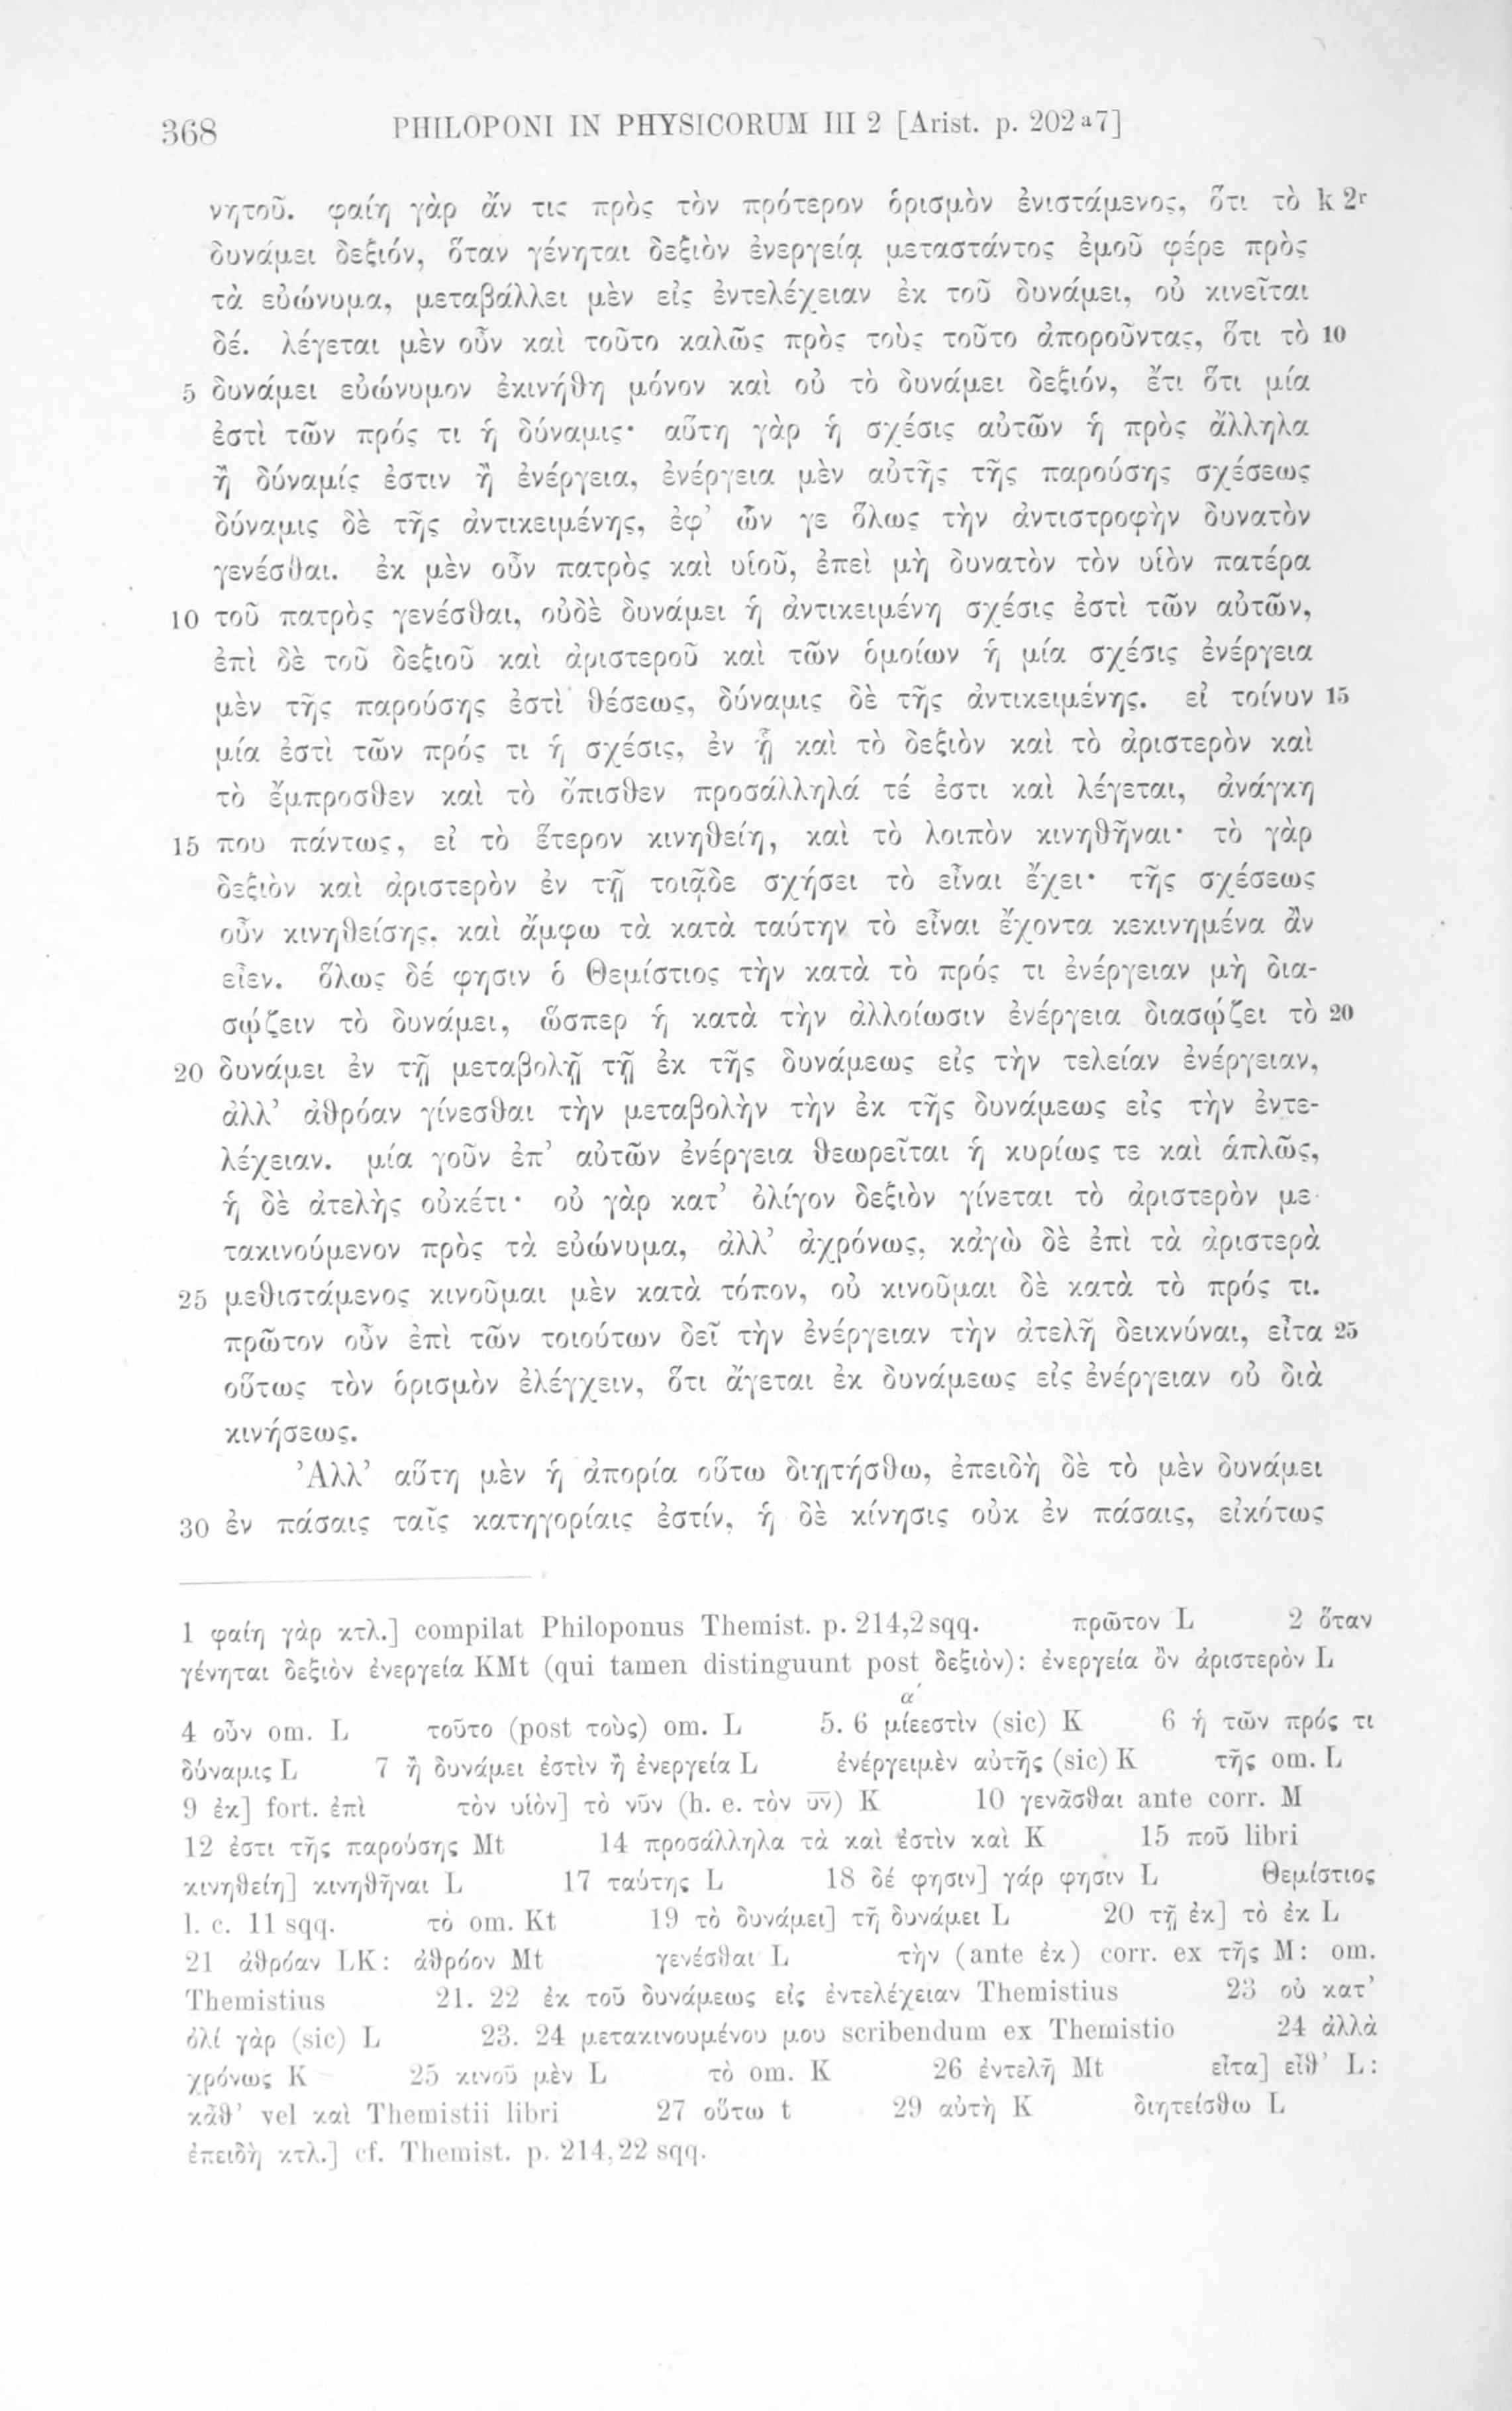 368 PHILOPONI IN PHYSICORUM III 2 [Arist. p. 202 a 7]
νητοῦ. φαίη γὰρ ἄν τις πρὸς τὸν πρότερον ὁρισμὸν ἐνιστάμενος, ὅτι τὸ k 2r
δυνάμει δεξιόν, ὅταν γένηται δεξιὸν ἐνεργείᾳ μεταστάντος ἐμοῦ φέρε πρὸς
τὰ εὐώνυμα, μεταβάλλει μὲν εἰς ἐντελέχειαν ἐκ τοῦ δυνάμει, οὐ κινεῖται
δέ. λέγεται μὲν οὖν καὶ τοῦτο καλῶς πρὸς τοὺς τοῦτο ἀποροῦντας, ὅτι τὸ 10
5 δυνάμει εὐώνυμον ἐκινήθη μόνον καὶ οὐ τὸ δυνάμει δεξιόν, ἔτι ὅτι μία
ἐστὶ τῶν πρός τι ἡ δύναμις· αὕτη γὰρ ἡ σχέσις αὐτῶν ἡ πρὸς ἄλληλα
ἢ δύναμίς ἐστιν ἢ ἐνέργεια, ἐνέργεια μὲν αὐτῆς τῆς παρούσης σχέσεως
δύναμις δὲ τῆς ἀντικειμένης, ἐφ’ ὧν γε ὅλως τὴν ἀντιστροφὴν δυνατὸν
γενέσθαι. ἐκ μὲν οὖν πατρὸς καὶ υἱοῦ, ἐπεὶ μὴ δυνατὸν τὸν υἱὸν πατέρα
10 τοῦ πατρὸς γενέσθαι, οὐδὲ δυνάμει ἡ ἀντικειμένη σχέσις ἐστὶ τῶν αὐτῶν,
ἐπὶ δὲ τοῦ δεξιοῦ καὶ ἀριστεροῦ καὶ τῶν ὁμοίων ἡ μία σχέσις ἐνέργεια
μὲν τῆς παρούσης ἐστὶ θέσεως, δύναμις δὲ τῆς ἀντικειμένης. εἰ τοίνυν 15
μία ἐστὶ τῶν πρός τι ἡ σχέσις, ἐν ᾗ καὶ τὸ δεξιὸν καὶ τὸ ἀριστερὸν καὶ
τὸ ἔμπροσθεν καὶ τὸ ὄπισθεν προσάλληλά τέ ἐστι καὶ λέγεται, ἀνάγκη
15 που πάντως, εἰ τὸ ἕτερον κινηθείη, καὶ τὸ λοιπὸν κινηθῆναι· τὸ γὰρ
δεξιὸν καὶ ἀριστερὸν ἐν τῇ τοιᾷδε σχήσει τὸ εἶναι ἔχει· τῆς σχέσεως
οὖν κινηθείσης, καὶ ἄμφω τὰ κατὰ ταύτην τὸ εἶναι ἔχοντα κεκινημένα ἂν
εἶεν. ὅλως δέ φησιν ὁ Θεμίστιος τὴν κατὰ τὸ πρός τι ἐνέργειαν μὴ δια-
σῴζειν τὸ δυνάμει, ὥσπερ ἡ κατὰ τὴν ἀλλοίωσιν ἐνέργεια διασῴζει τὸ 20
20 δυνάμει ἐν τῇ μεταβολῇ τῇ ἐκ τῆς δυνάμεως εἰς τὴν τελείαν ἐνέργειαν,
ἀλλ’ ἀθρόαν γίνεσθαι τὴν μεταβολὴν τὴν ἐκ τῆς δυνάμεως εἰς τὴν ἐντε-
λέχειαν. μία γοῦν ἐπ’ αὐτῶν ἐνέργεια θεωρεῖται ἡ κυρίως τε καὶ ἁπλῶς,
ἡ δὲ ἀτελὴς οὐκέτι· οὐ γὰρ κατ’ ὀλίγον δεξιὸν γίνεται τὸ ἀριστερὸν με-
τακινούμενον πρὸς τὰ εὐώνυμα, ἀλλ’ ἀχρόνως, κἀγὼ δὲ ἐπὶ τὰ ἀριστερὰ
25 μεθιστάμενος κινοῦμαι μὲν κατὰ τόπον, οὐ κινοῦμαι δὲ κατὰ τὸ πρός τι.
πρῶτον οὖν ἐπὶ τῶν τοιούτων δεῖ τὴν ἐνέργειαν τὴν ἀτελῆ δεικνύναι, εἶτα 25
οὕτως τὸν ὁρισμὸν ἐλέγχειν, ὅτι ἄγεται ἐκ δυνάμεως εἰς ἐνέργειαν οὐ διὰ
κινήσεως.
Ἀλλ’ αὕτη μὲν ἡ ἀπορία οὕτω διῃτήσθω, ἐπειδὴ δὲ τὸ μὲν δυνάμει
30 ἐν πάσαις ταῖς κατηγορίαις ἐστίν, ἡ δὲ κίνησις οὐκ ἐν πάσαις, εἰκότως
1 φαίη γὰρ κτλ.] compilat Philoponus Themist. p. 214,2 sqq. πρῶτον L 2 ὅταν
γένηται δεξιὸν ἐνεργείᾳ KMt (qui tamen distinguunt post δεξιὸν): ἐνεργείᾳ ὂν ἀριστερὸν L
4 οὖν om. L τοῦτο (post τοὺς) om. L 5. 6 μίεεστὶν (sic) K 6 ἡ τῶν πρός τι
δύναμις L 7 ἢ δυνάμει ἐστὶν ἢ ἐνεργείᾳ L ἐνέργειμὲν αὐτῆς (sic) K τῆς om. L
9 ἐκ] fort. ἐπὶ τὸν υἱὸν] τὸ νῦν (h. e. τὸν υν) K 10 γενᾶσθαι ante corr. M
12 ἐστι τῆς παρούσης Mt 14 προσάλληλα τὰ καὶ ἐστὶν καὶ K 15 ποῦ libri
κινηθείη] κινηθῆναι L 17 ταύτης L 18 δέ φησιν] γάρ φησιν L Θεμίστιος
l. c. 11 sqq. τὸ om. Kt 19 τὸ δυνάμει] τῇ δυνάμει L 20 τῇ ἐκ] τὸ ἐκ L
21 ἀθρόαν LK: ἀθρόον Mt γενέσθαι L τὴν (ante ἐκ) corr. ex τῆς M: om.
Themistius 21. 22 ἐκ τοῦ δυνάμεως εἰς ἐντελέχειαν Themistius 23 οὐ κατ’
ὀλί γὰρ (sic) L 23. 24 μετακινουμένου μου scribendum ex Themistio 24 ἀλλὰ
χρόνως K 25 κινοῦ μὲν L τὸ om. K 26 ἐντελῆ Mt εἶτα] εἶθ’ L:
κἆθ’ vel καὶ Themistii libri 27 οὕτω t 29 αὐτὴ K διητείσθω L
ἐπειδὴ κτλ.] cf. Themist. p. 214,22 sqq.